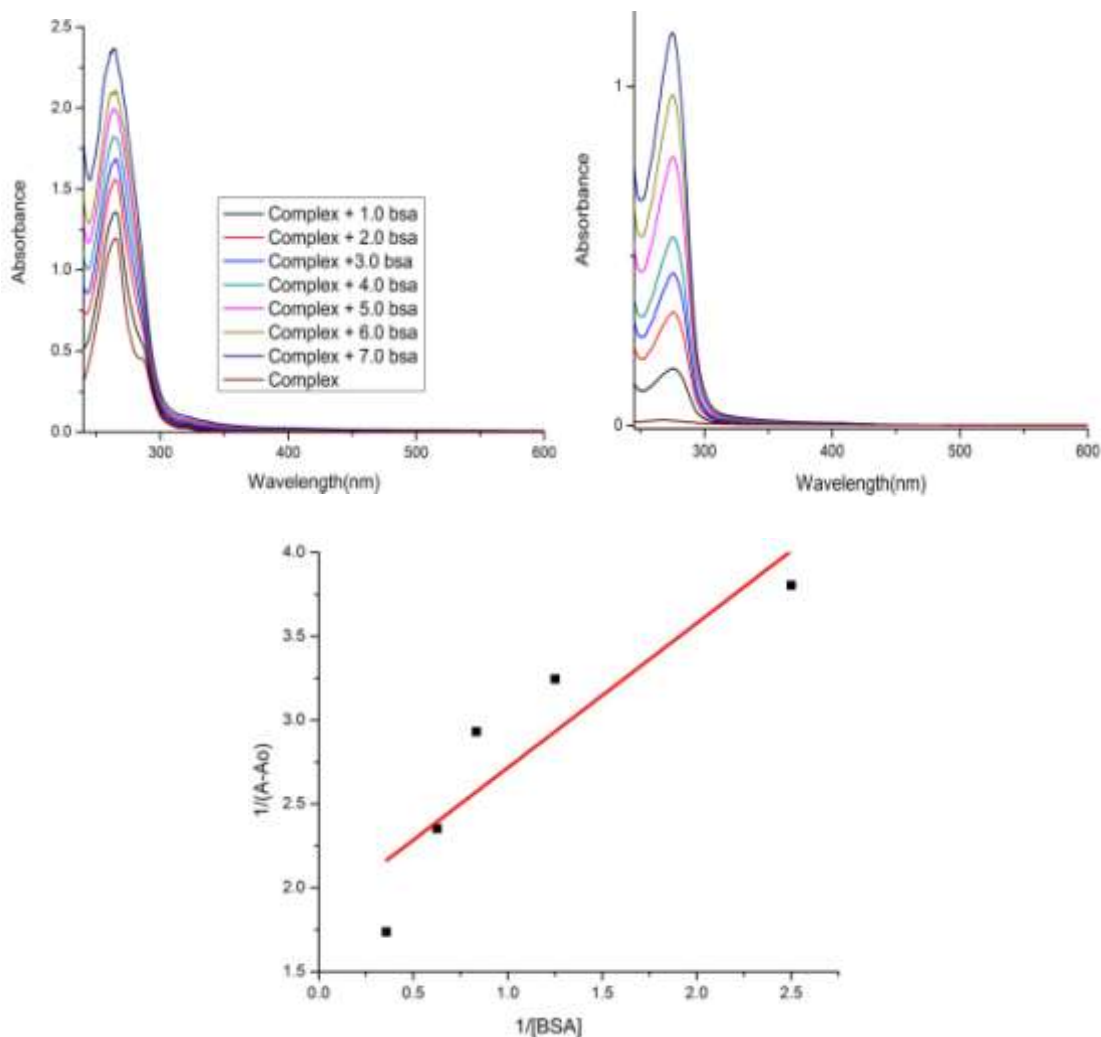 2.5
2.0
1.5
1.0
0.5
0.0
Absorbance
300
400
500
600
Wavelength(nm)
Complex + 1.0 bsa
Complex + 2.0 bsa
Complex +3.0 bsa
Complex + 4.0 bsa
Complex + 5.0 bsa
Complex + 6.0 bsa
Complex + 7.0 bsa
Complex
1
0
Absorbance
300
400
500
600
Wavelength(nm)
4.0
3.5
3.0
2.5
2.0
1.5
1/(A-Ao)
0.0
0.5
1.0
1.5
2.0
2.5
1/[BSA]